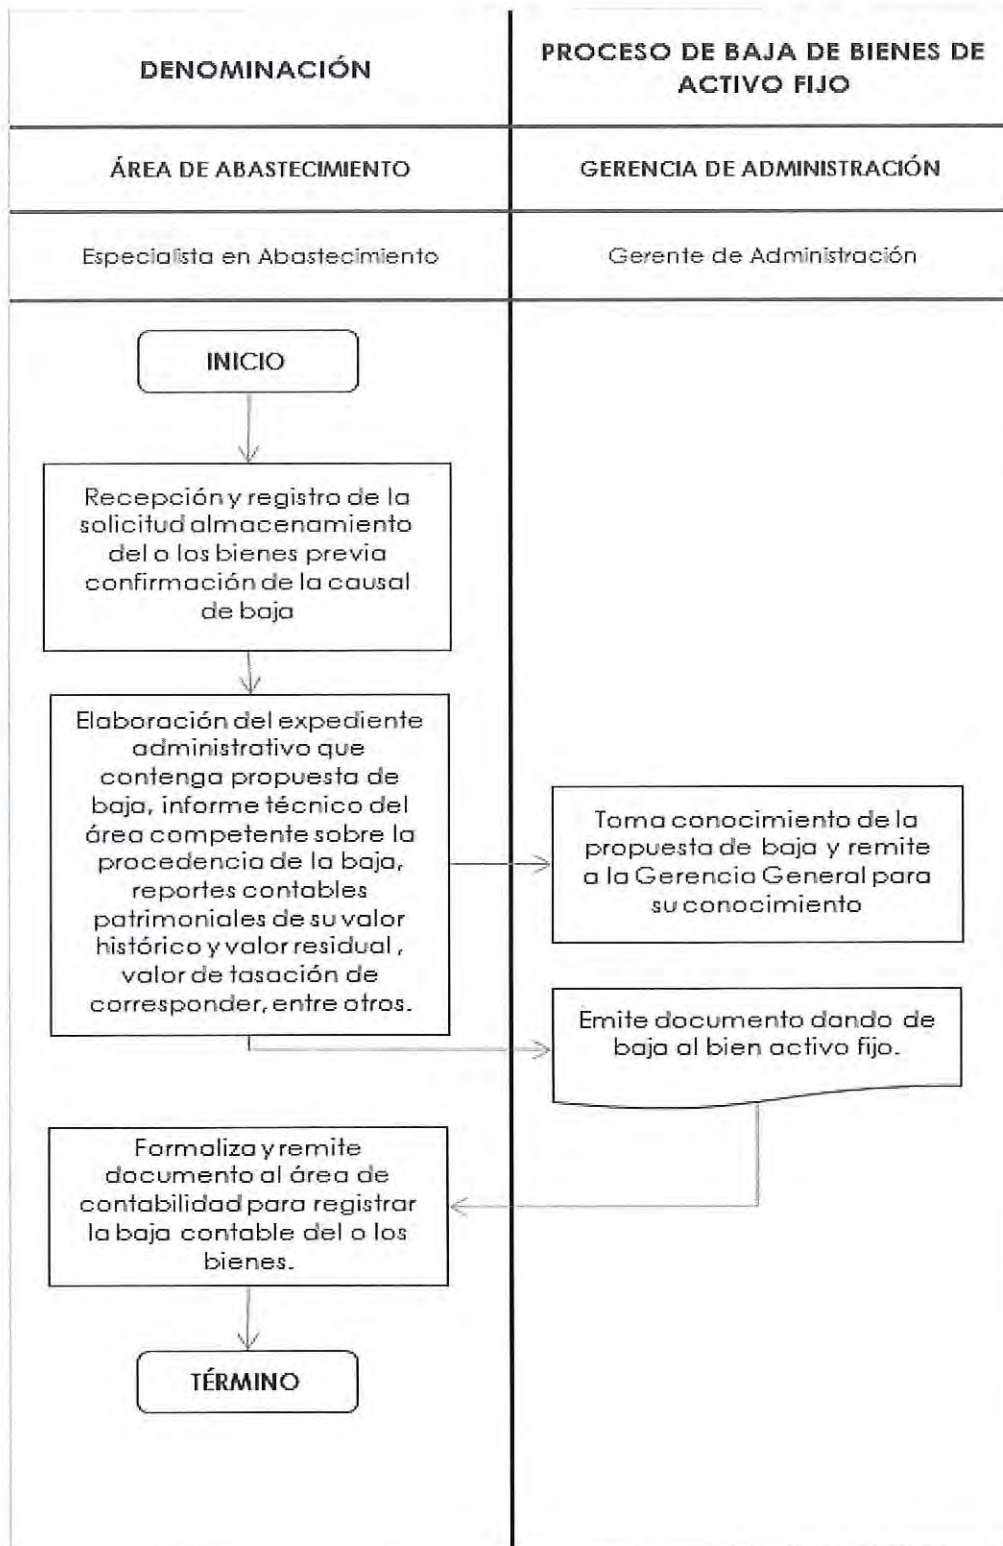 DENOMINACIÓN
PROCESO DE BAJA DE BIENES DE
ACTIVO FIJO
ÁREA DE ABASTECIMIENTO
GERENCIA DE ADMINISTRACIÓN
Especialista en Abastecimiento
Gerente de Administración
INICIO
Recepción y registro de la
solicitud almacenamiento
del o los bienes previa
confirmación de la causal
de baja
Elaboración del expediente
administrativo que
contenga propuesta de
baja, informe técnico del
área competente sobre la
procedencia de la baja,
reportes contables
patrimoniales de su valor
histórico y valor residual ,
valor de tasación de
corresponder, entre otros.
Toma conocimiento de la
propuesta de baja y remite
a la Gerencia General para
su conocimiento
Emite documento dando de
baja al bien activo fijo.
Formaliza y remite
documento al área de
contabilidad para registrar
la baja contable del o los
bienes.
TÉRMINO